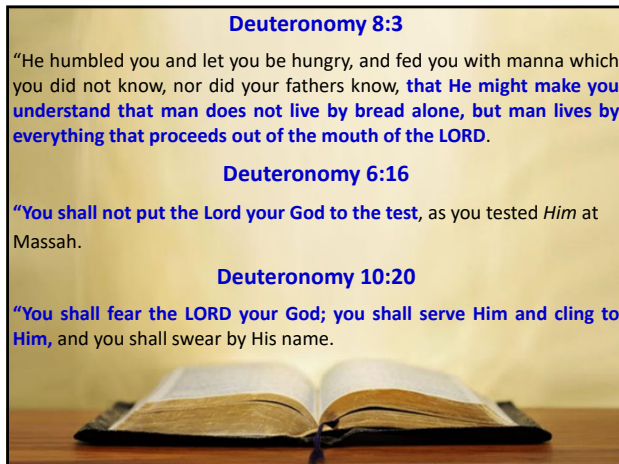 Deuteronomy 8:3
“He humbled you and let you be hungry, and fed you with manna which
you did not know, nor did your fathers know, that He might make you
understand that man does not live by bread alone, but man lives by
everything that proceeds out of the mouth of the LORD.
Deuteronomy 6:16
“You shall not put the Lord your God to the test, as you tested Him at
Massah.
Deuteronomy 10:20
“You shall fear the LORD your God; you shall serve Him and cling to
Him, and you shall swear by His name.